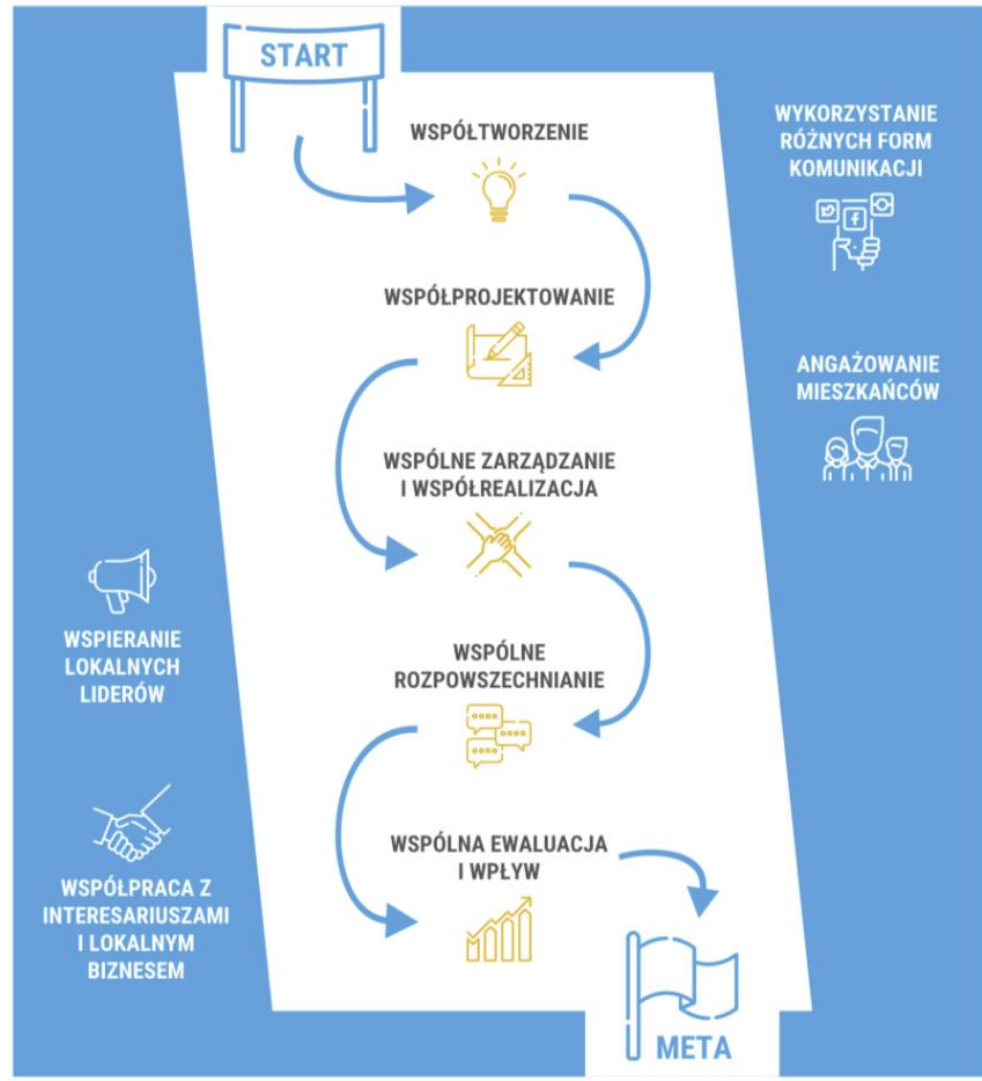 START
WSPÓŁTWORZENIE
WSPÓŁPROJEKTOWANIE
WSPÓLNE ZARZĄDZANIE
I WSPÓŁREALIZACJA
WSPÓLNE
ROZPOWSZECHNIANIE
WSPÓLNA EWALUACJA
I WPŁYW
META
WYKORZYSTANIE
RÓŻNYCH FORM
KOMUNIKACJI
ANGAŻOWANIE
MIESZKAŃCÓW
WSPIERANIE
LOKALNYCH
LIDERÓW
WSPÓŁPRACA Z
INTERESARIUSZAMI
I LOKALNYM
BIZNESEM